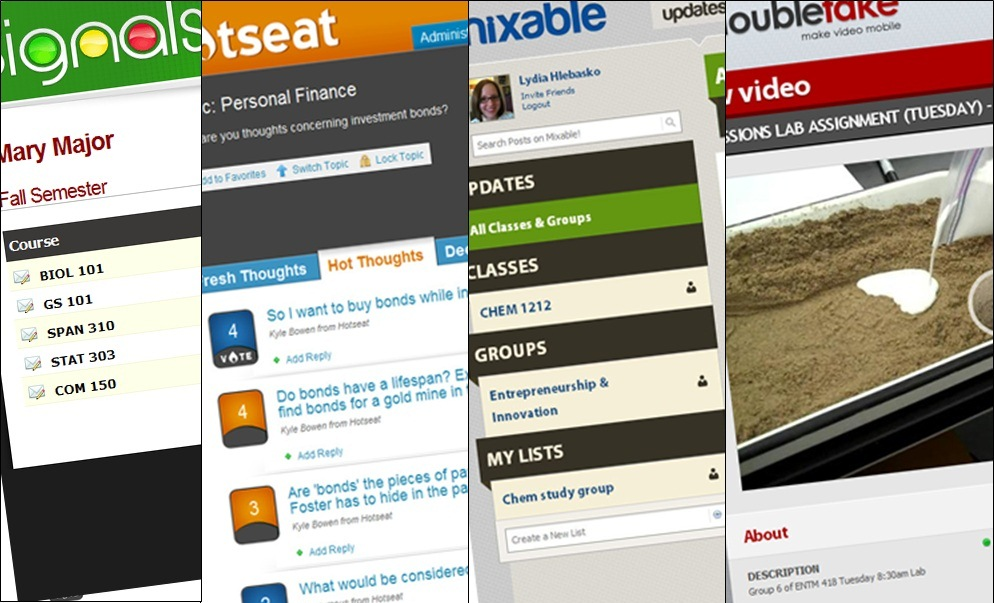 signals
Mary Major
Fall Semester
Course
BIOL 101
GS 101
SPAN 310
STAT 303
COM 150
otseat
Adminis
c: Personal Finance
are you thoughts concerning investment bonds?
dd to Favorites
Switch Topic
Lock Topic
resh Thoughts
Hot Thoughts
De
4
VOTE
So I want to buy bonds while in
Kyle Bowen from Hotseat
Add Reply
4
Do bonds have a lifespan? Ex
find bonds for a gold mine in
Kyle Bowen from Hotseat
Add Reply
3
Are 'bonds' the pieces of pa
Foster has to hide in the pa
Kyle Bowen from Hotseat
Add Reply
2
What would be considered
mixable
updates
Lydia Hlebasko
Invite Friends
Logout
Search Posts on Mixable!
A
PDATES
All Classes & Groups
CLASSES
CHEM 1212
GROUPS
Entrepreneurship &
Innovation
MY LISTS
Chem study group
Create a New List
oubletake
make video mobile
video
SSIONS LAB ASSIGNMENT (TUESDAY) -
About
DESCRIPTION
Group 6 of ENTM 418 Tuesday 8:30am Lab